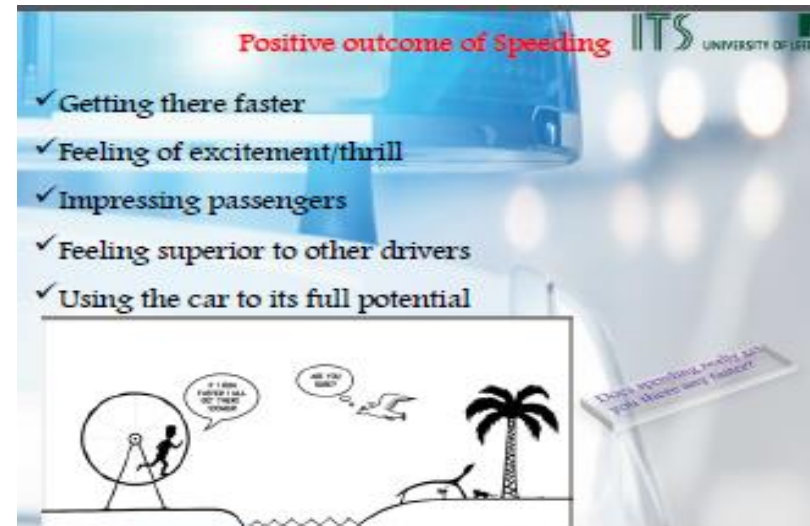 Positive outcome of Speeding
ITS UNIVERSITY OF LEE
✓Getting there faster
✓Feeling of excitement/thrill
✓Impressing passengers
✓Feeling superior to other drivers
✓Using the car to its full potential
IF I RUN
FASTER I ALL
GET THERE
SOONER!
ARE YOU
SURE?
Does speeding really get
you there any faster?